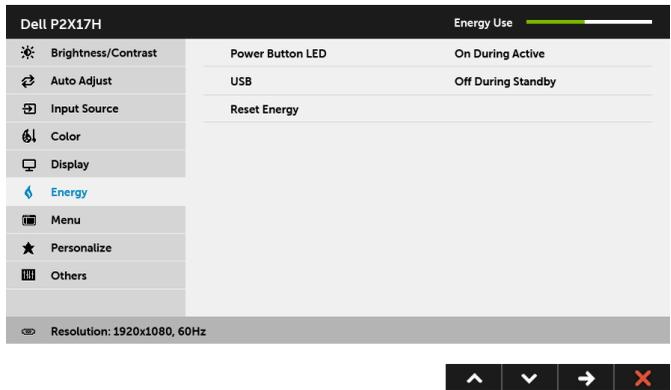 Dell P2X17H Energy Use
Brightness/Contrast Power Button LED On During Active
Auto Adjust USB Off During Standby
Input Source Reset Energy
Color
Display
Energy
Menu
Personalize
Others
Resolution: 1920x1080, 60Hz